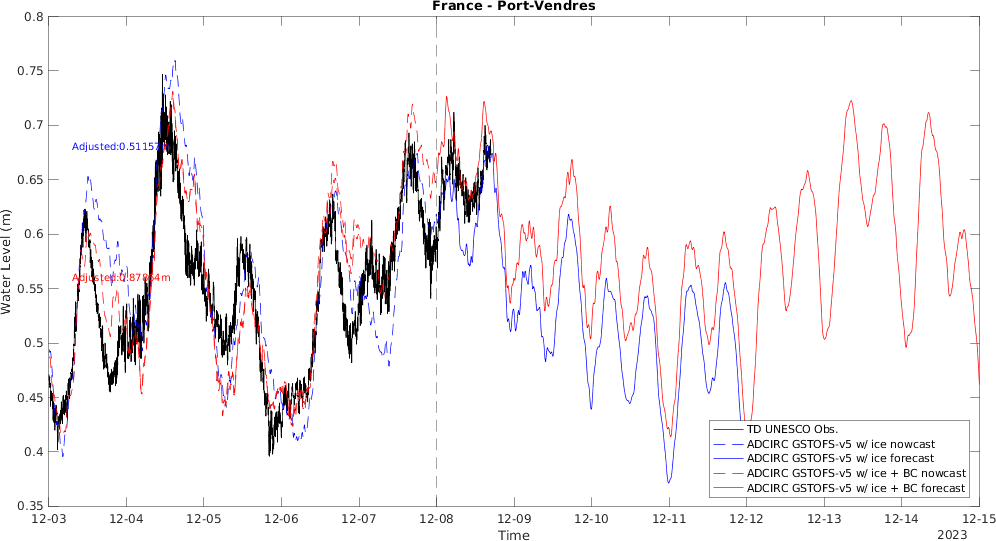 France - Port-Vendres
0.8
0.75
0.7
0.65
0.6
0.55
0.5
0.45
0.4
0.35
Water Level (m)
Adjusted:0.51157m
TD UNESCO Obs.
ADCIRC GSTOFS-v5 w/ ice nowcast
ADCIRC GSTOFS-v5 w/ ice forecast
ADCIRC GSTOFS-v5 w/ ice + BC nowcast
ADCIRC GSTOFS-v5 w/ ice + BC forecast
12-03
12-04
12-05
12-06
12-07
12-08
12-09
12-10
12-11
12-12
12-13
12-14
12-15
Time
2023